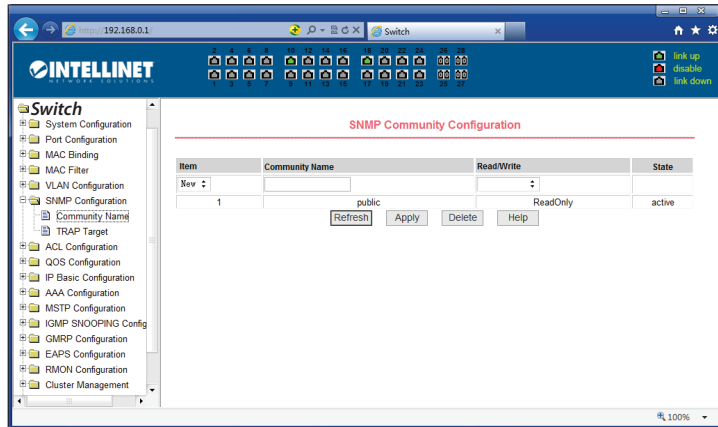 http://192.168.0.1/
Switch
2 4 6 8 10 12 14 16 18 20 22 24 26 28
1 3 5 7 9 11 13 15 17 19 21 23 25 27
INTELLINET
NETWORK SOLUTIONS
link up
disable
link down
Switch
System Configuration
Port Configuration
MAC Binding
MAC Filter
VLAN Configuration
SNMP Configuration
Community Name
TRAP Target
ACL Configuration
QOS Configuration
IP Basic Configuration
AAA Configuration
MSTP Configuration
IGMP SNOOPING Config
GMRP Configuration
EAPS Configuration
RMON Configuration
Cluster Management
SNMP Community Configuration
Item Community Name Read/Write State
New
1 public ReadOnly active
Refresh Apply Delete Help
100%